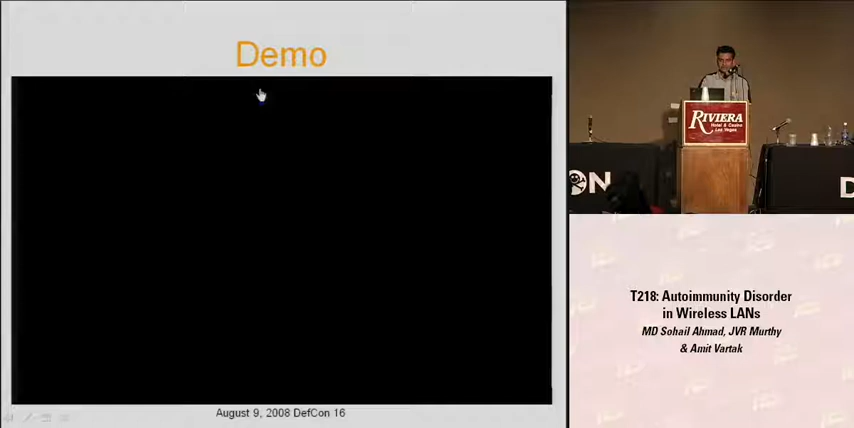 Demo
August 9, 2008 DefCon 16
RIVIERA
Hotel & Casino
Las Vegas
ON
D
T218: Autoimmunity Disorder
in Wireless LANs
MD Sohail Ahmad, JVR Murthy
& Amit Vartak